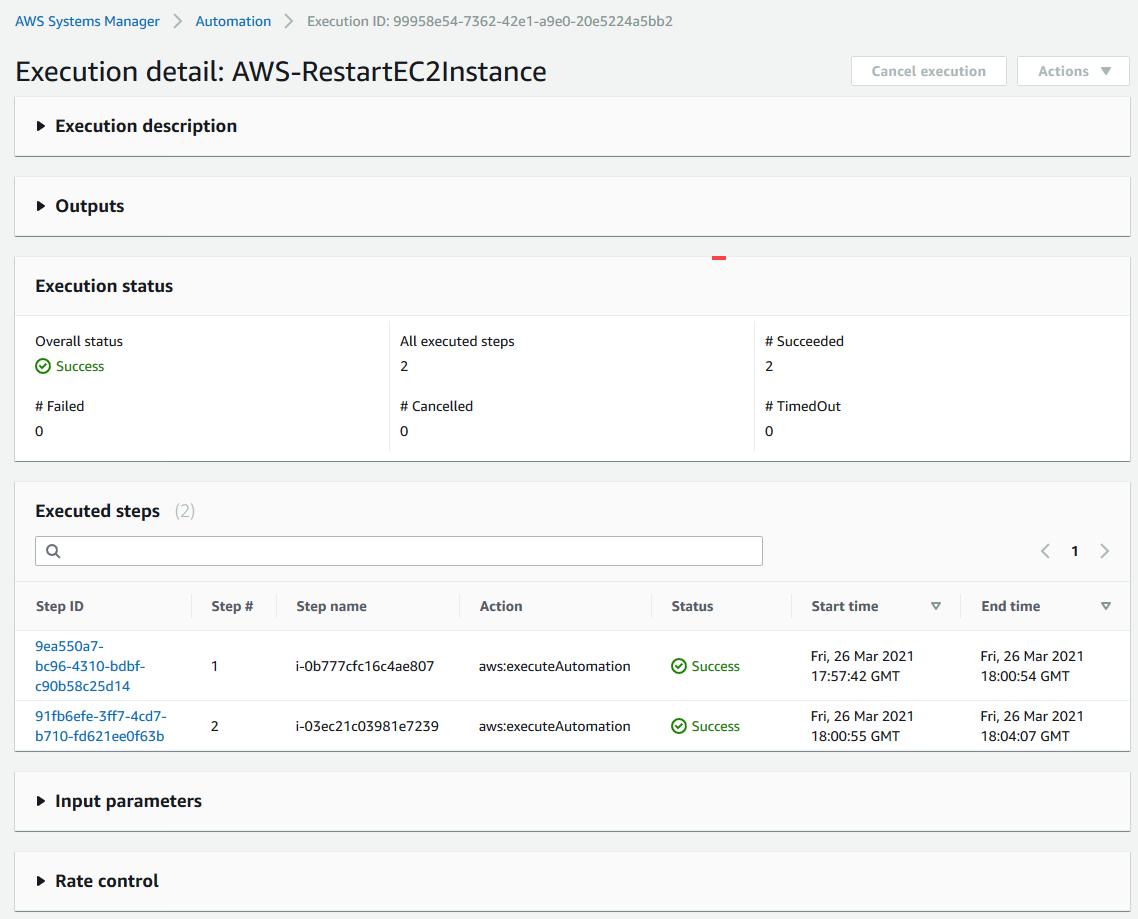 AWS Systems Manager > Automation > Execution ID: 99958e54-7362-42e1-a9e0-20e5224a5bb2
Execution detail: AWS-RestartEC2Instance
Cancel execution
Actions
Execution description
Outputs
Execution status
Overall status
Success
All executed steps
2
# Succeeded
2
# Failed
0
# Cancelled
0
# TimedOut
0
Executed steps (2)
1
Step ID Step # Step name Action Status Start time End time
9ea550a7-
bc96-4310-bdbf-
c90b58c25d14
1
i-0b777cfc16c4ae807
aws:executeAutomation
Success
Fri, 26 Mar 2021
17:57:42 GMT
Fri, 26 Mar 2021
18:00:54 GMT
91fb6efe-3ff7-4cd7-
b710-fd621ee0f63b
2
i-03ec21c03981e7239
aws:executeAutomation
Success
Fri, 26 Mar 2021
18:00:55 GMT
Fri, 26 Mar 2021
18:04:07 GMT
Input parameters
Rate control